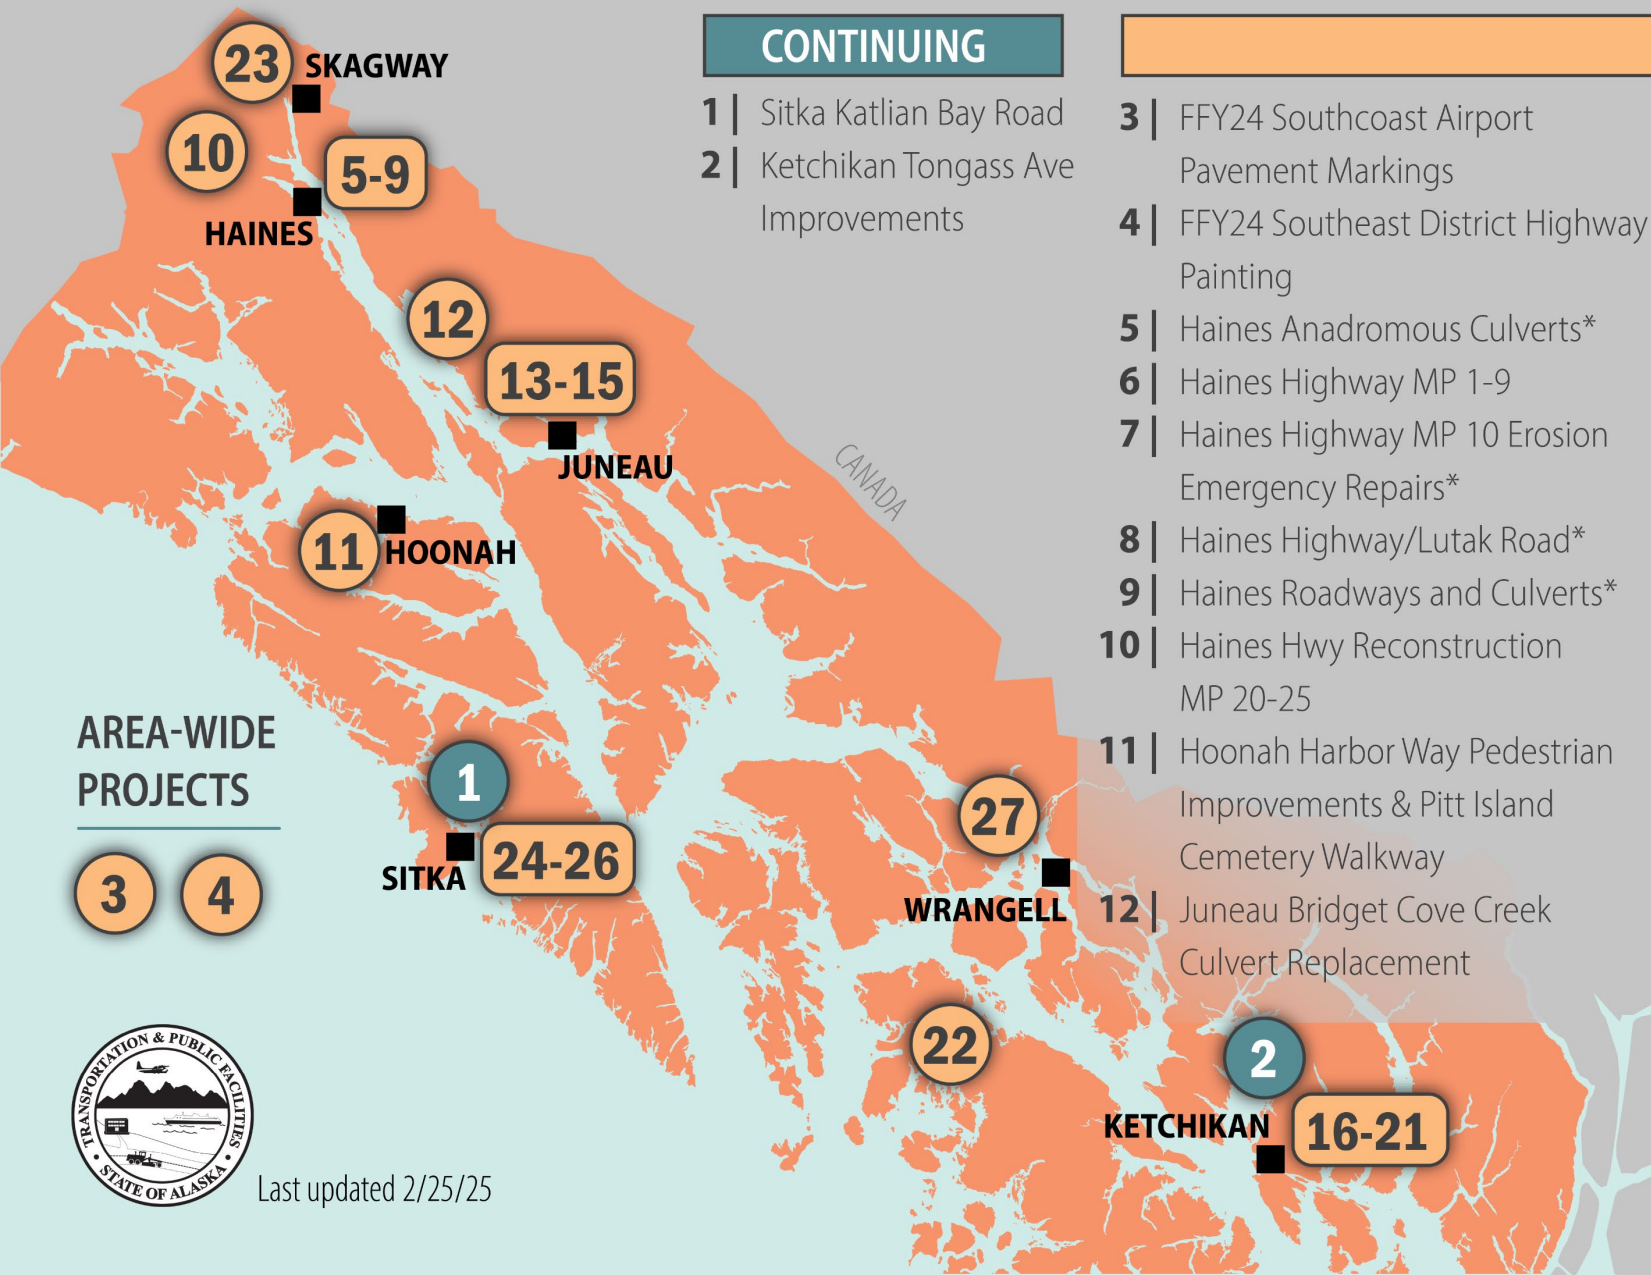 23
SKAGWAY
10
5-9
HAINES
12
13-15
JUNEAU
11
HOONAH
CANADA
AREA-WIDE
PROJECTS
3
4
1
SITKA
24-26
27
WRANGELL
22
2
KETCHIKAN
16-21
CONTINUING
1 | Sitka Katlian Bay Road
2 | Ketchikan Tongass Ave
Improvements
3 | FFY24 Southcoast Airport
Pavement Markings
4 | FFY24 Southeast District Highway
Painting
5 | Haines Anadromous Culverts*
6 | Haines Highway MP 1-9
7 | Haines Highway MP 10 Erosion
Emergency Repairs*
8 | Haines Highway/Lutak Road*
9 | Haines Roadways and Culverts*
10 | Haines Hwy Reconstruction
MP 20-25
11 | Hoonah Harbor Way Pedestrian
Improvements & Pitt Island
Cemetery Walkway
12 | Juneau Bridget Cove Creek
Culvert Replacement
TRANSPORTATION & PUBLIC FACILITIES
• STATE OF ALASKA •
Last updated 2/25/25